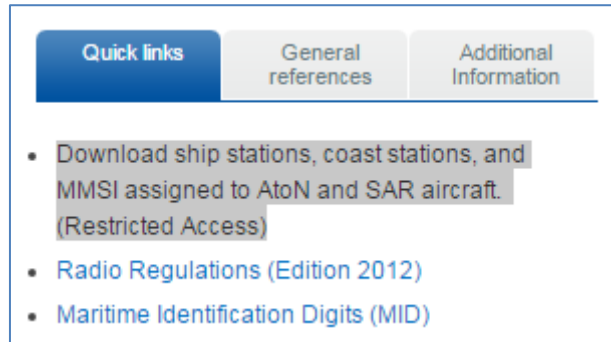 Quick links
General
references
Additional
Information
Download ship stations, coast stations, and
MMSI assigned to AtoN and SAR aircraft.
(Restricted Access)
Radio Regulations (Edition 2012)
Maritime Identification Digits (MID)